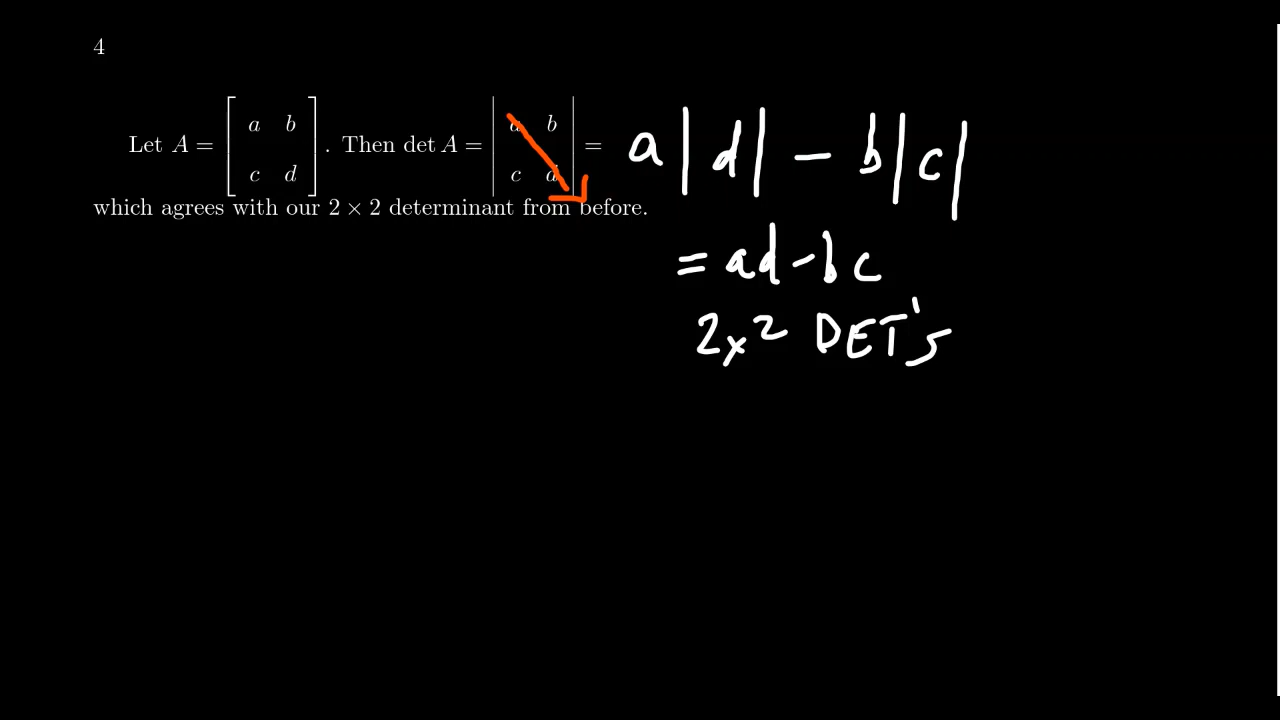 4
Let A = [ a b c d ] . Then det A = | a b c d | = a |d| − b |c|
which agrees with our 2 × 2 determinant from before.
= ad − bc
2x2 DET's